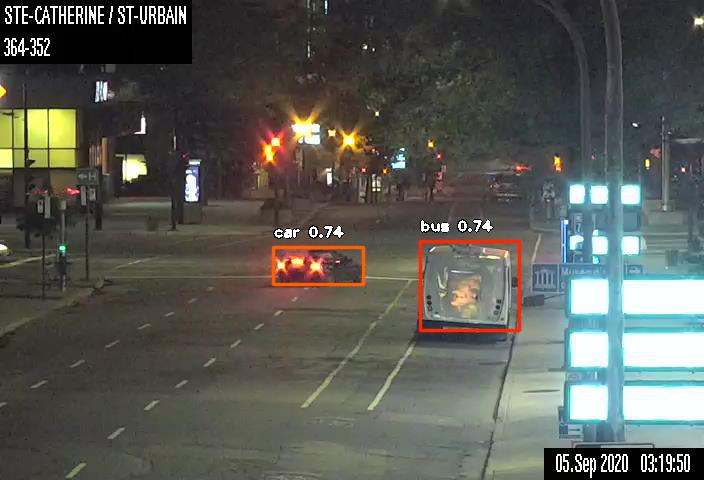 STE-CATHERINE / ST-URBAIN
364-352
car 0.74
bus 0.74
05.Sep 2020 03:19:50